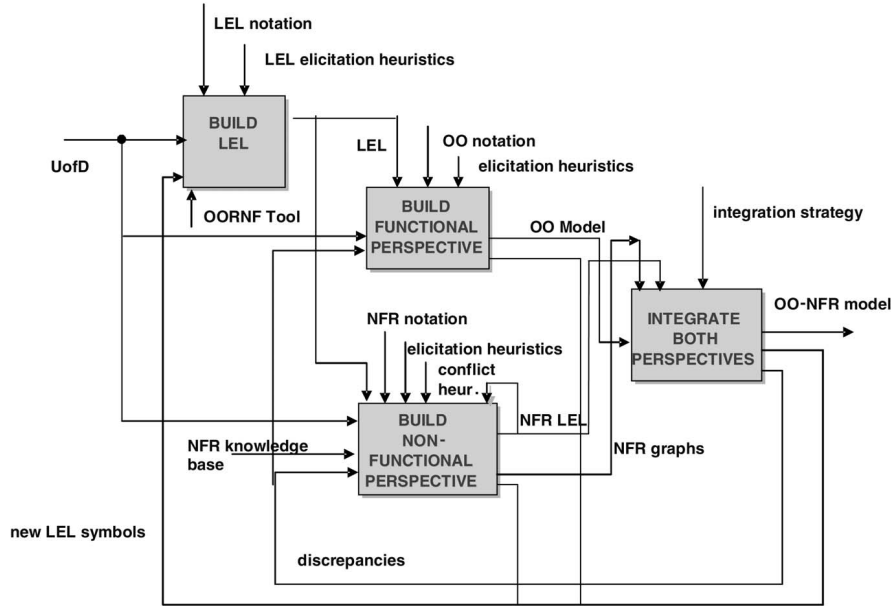 LEL notation
LEL elicitation heuristics
BUILD
LEL
UofD
LEL
OO notation
elicitation heuristics
OORNF Tool
BUILD
FUNCTIONAL
PERSPECTIVE
OO Model
integration strategy
OO-NFR model
INTEGRATE
BOTH
PERSPECTIVES
NFR notation
elicitation heuristics
conflict
heur.
BUILD
NON-
FUNCTIONAL
PERSPECTIVE
NFR LEL
NFR graphs
NFR knowledge
base
new LEL symbols
discrepancies